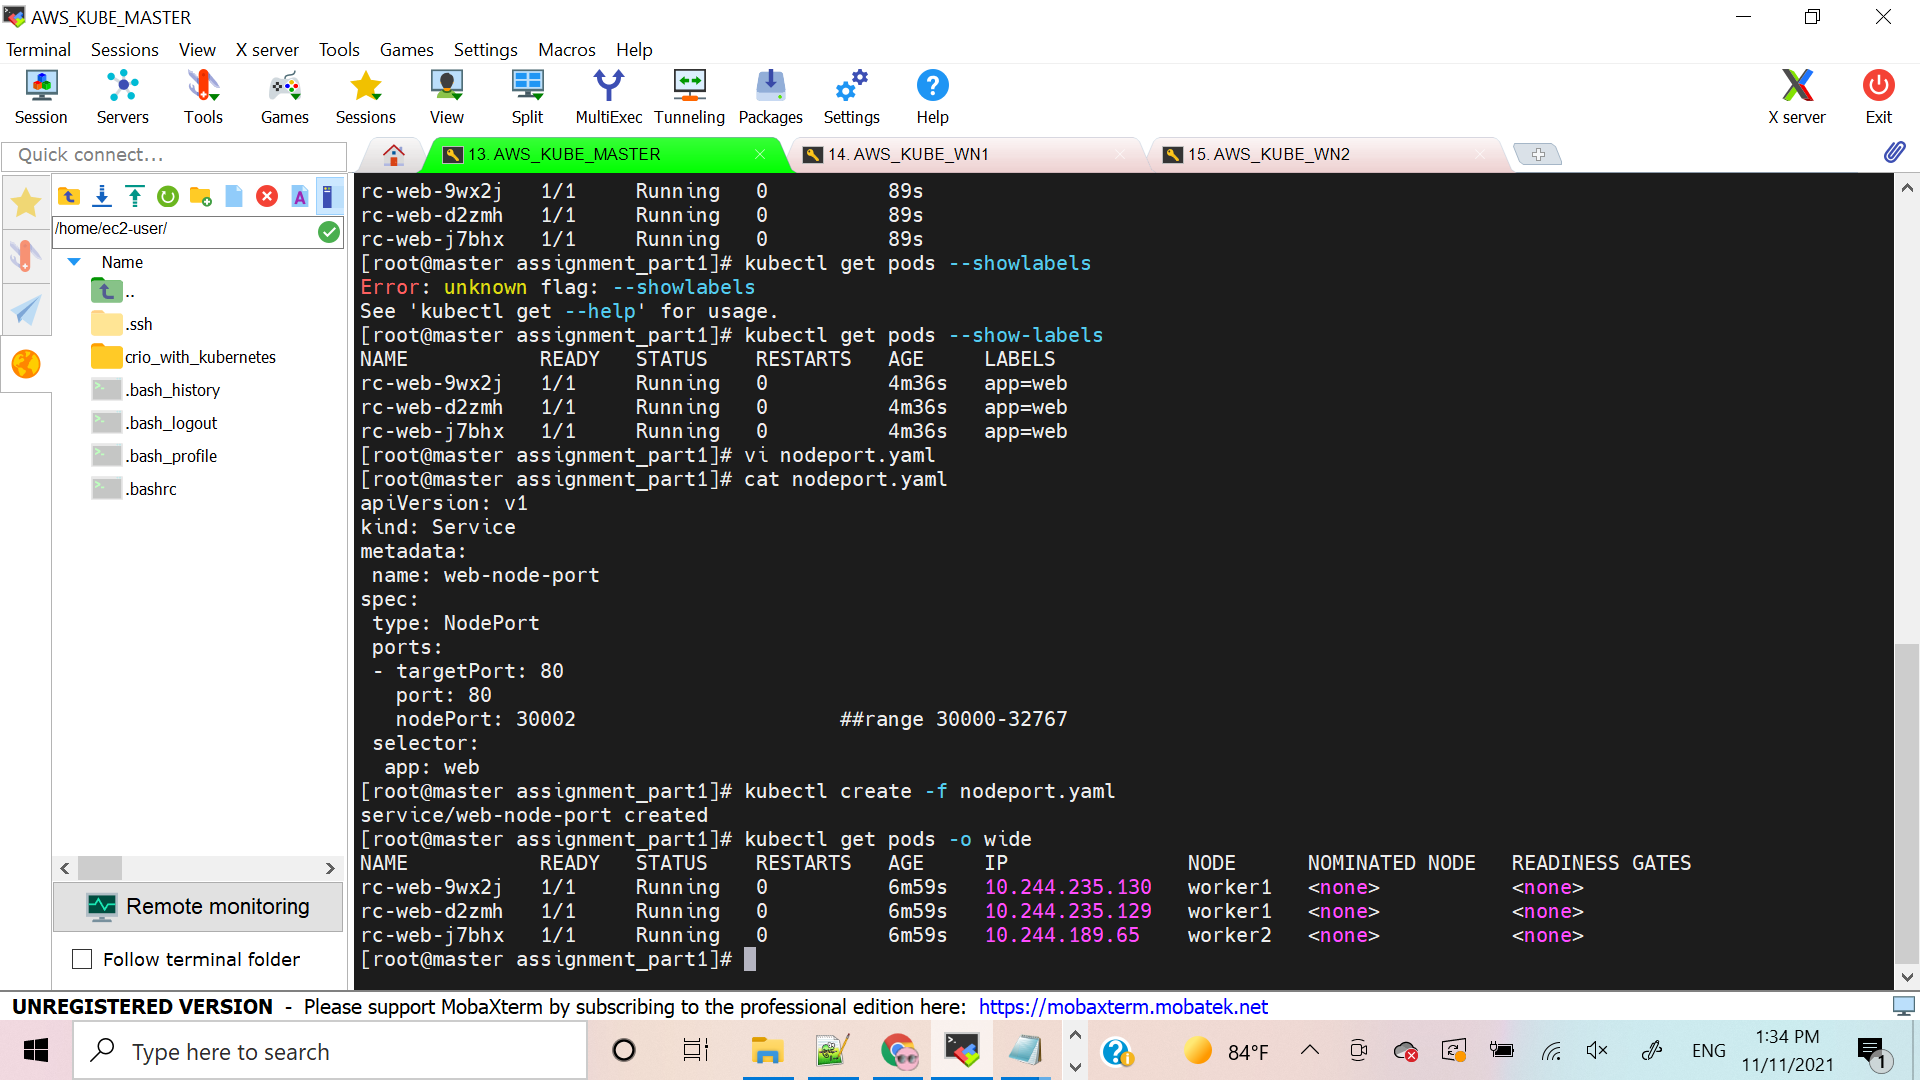 AWS_KUBE_MASTER
Terminal Sessions View X server Tools Games Settings Macros Help
Session Servers Tools Games Sessions View Split MultiExec Tunneling Packages Settings Help X server Exit
Quick connect...
13. AWS_KUBE_MASTER 14. AWS_KUBE_WN1 15. AWS_KUBE_WN2
/home/ec2-user/
Name
..
.ssh
crio_with_kubernetes
.bash_history
.bash_logout
.bash_profile
.bashrc
Remote monitoring
Follow terminal folder
rc-web-9wx2j 1/1 Running 0 89s
rc-web-d2zmh 1/1 Running 0 89s
rc-web-j7bhx 1/1 Running 0 89s
[root@master assignment_part1]# kubectl get pods --showlabels
Error: unknown flag: --showlabels
See 'kubectl get --help' for usage.
[root@master assignment_part1]# kubectl get pods --show-labels
NAME READY STATUS RESTARTS AGE LABELS
rc-web-9wx2j 1/1 Running 0 4m36s app=web
rc-web-d2zmh 1/1 Running 0 4m36s app=web
rc-web-j7bhx 1/1 Running 0 4m36s app=web
[root@master assignment_part1]# vi nodeport.yaml
[root@master assignment_part1]# cat nodeport.yaml
apiVersion: v1
kind: Service
metadata:
 name: web-node-port
spec:
 type: NodePort
 ports:
 - targetPort: 80
   port: 80
   nodePort: 30002 ##range 30000-32767
 selector:
  app: web
[root@master assignment_part1]# kubectl create -f nodeport.yaml
service/web-node-port created
[root@master assignment_part1]# kubectl get pods -o wide
NAME READY STATUS RESTARTS AGE IP NODE NOMINATED NODE READINESS GATES
rc-web-9wx2j 1/1 Running 0 6m59s 10.244.235.130 worker1 <none> <none>
rc-web-d2zmh 1/1 Running 0 6m59s 10.244.235.129 worker1 <none> <none>
rc-web-j7bhx 1/1 Running 0 6m59s 10.244.189.65 worker2 <none> <none>
[root@master assignment_part1]#
UNREGISTERED VERSION - Please support MobaXterm by subscribing to the professional edition here: https://mobaxterm.mobatek.net
Type here to search
84°F
ENG
1:34 PM
11/11/2021
1